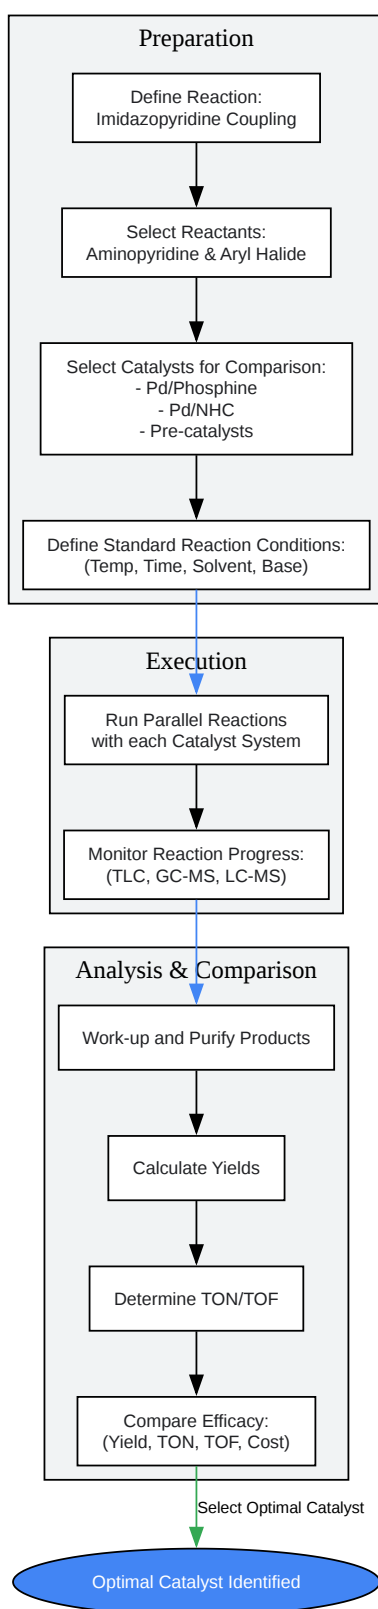 Preparation
Define Reaction:
Imidazopyridine Coupling
Select Reactants:
Aminopyridine & Aryl Halide
Select Catalysts for Comparison:
- Pd/Phosphine
- Pd/NHC
- Pre-catalysts
Define Standard Reaction Conditions:
(Temp, Time, Solvent, Base)
Execution
Run Parallel Reactions
with each Catalyst System
Monitor Reaction Progress:
(TLC, GC-MS, LC-MS)
Analysis & Comparison
Work-up and Purify Products
Calculate Yields
Determine TON/TOF
Compare Efficacy:
(Yield, TON, TOF, Cost)
Select Optimal Catalyst
Optimal Catalyst Identified